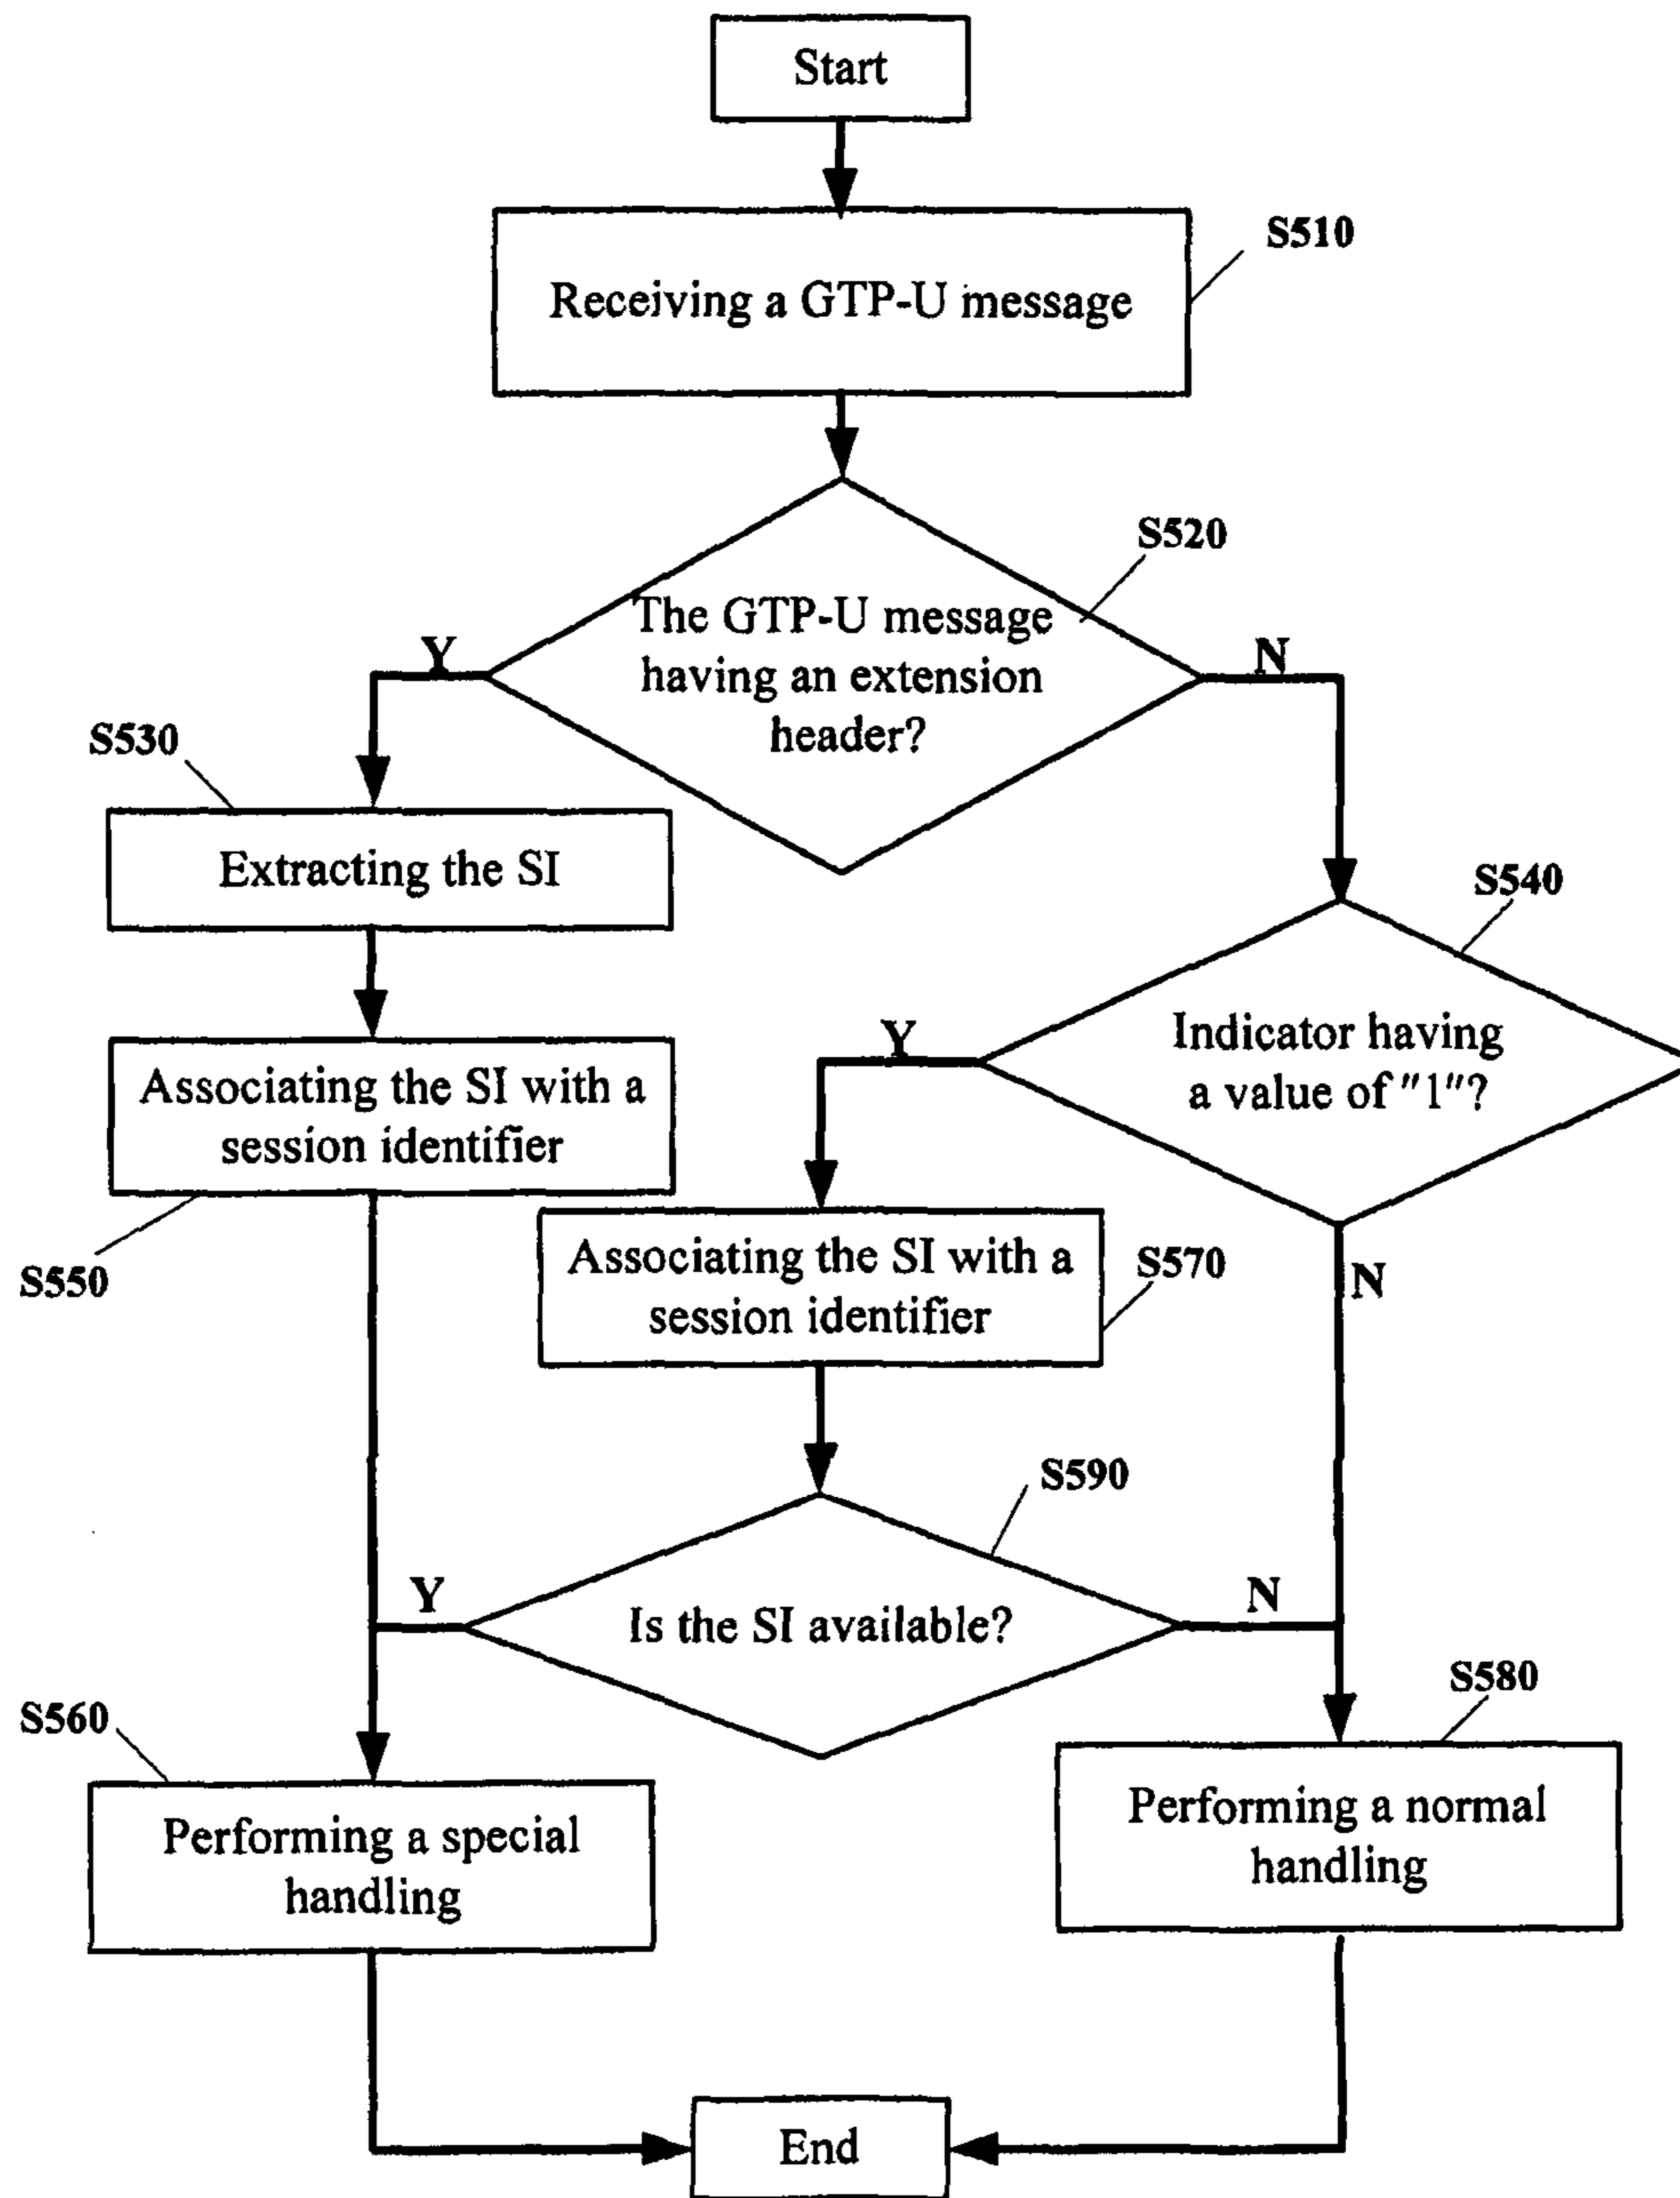 Start
S510
Receiving a GTP-U message
S520
The GTP-U message
having an extension
header?
Y
N
S530
Extracting the SI
S540
Indicator having
a value of "1"?
Y
N
Associating the SI with a
session identifier
S550
Associating the SI with a
session identifier
S570
S590
Is the SI available?
Y
N
S560
Performing a special
handling
S580
Performing a normal
handling
End